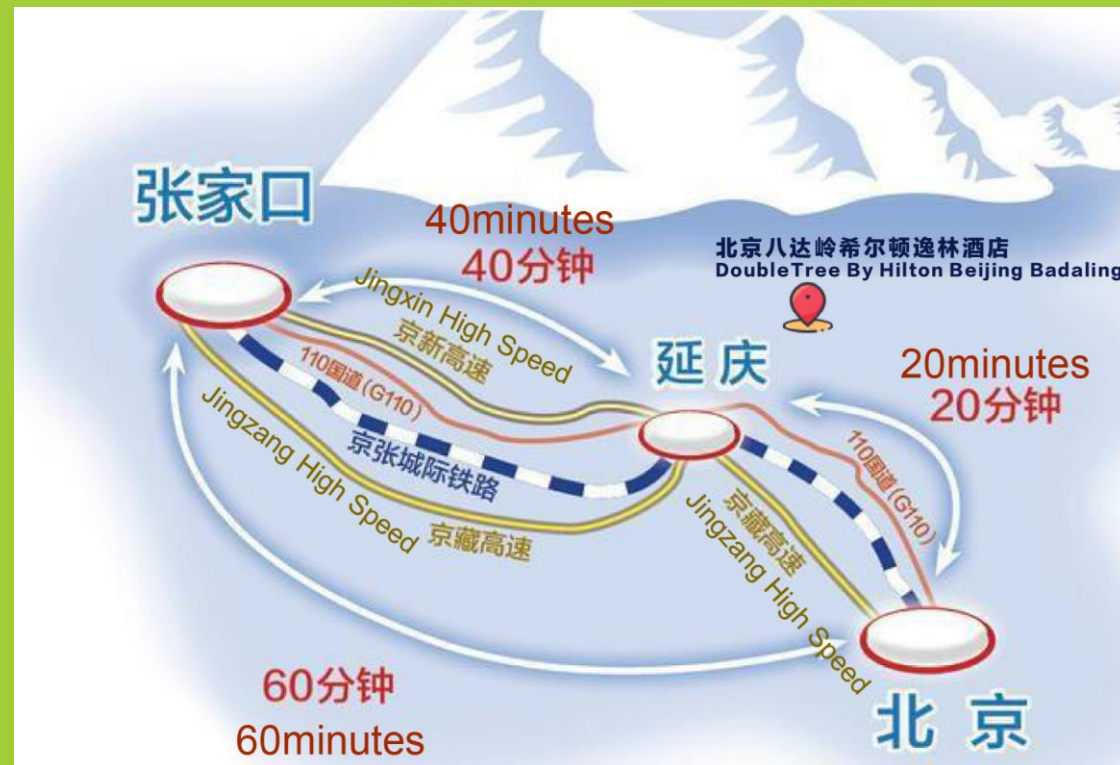 张家口
40minutes
40分钟
北京八达岭希尔顿逸林酒店
DoubleTree By Hilton Beijing Badaling
Jingxin High Speed
京新高速
延庆
20minutes
20分钟
110国道(G110)
110国道(G110)
京张城际铁路
Jingzang High Speed
京藏高速
京藏高速
Jingzang High Speed
60分钟
60minutes
北京